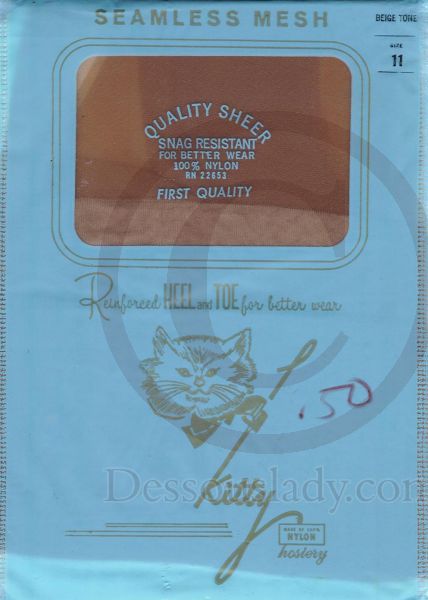 SEAMLESS MESH
BEIGE TONE
SIZE
11
QUALITY SHEER
SNAG RESISTANT
FOR BETTER WEAR
100% NYLON
RN 22653
FIRST QUALITY
Reinforced HEEL and TOE for better wear
.50
Kitty
MADE OF 100%
NYLON
hosiery
©
Dessouslady.com